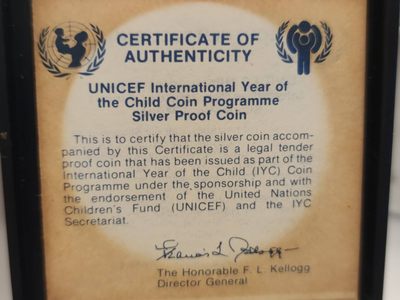 CERTIFICATE OF
AUTHENTICITY
UNICEF International Year of
the Child Coin Programme
Silver Proof Coin
This is to certify that the silver coin accom-
panied by this Certificate is a legal tender
proof coin that has been issued as part of the
International Year of the Child (IYC) Coin
Programme under the sponsorship and with
the endorsement of the United Nations
Children's Fund (UNICEF) and the IYC
Secretariat.
The Honorable F. L. Kellogg
Director General